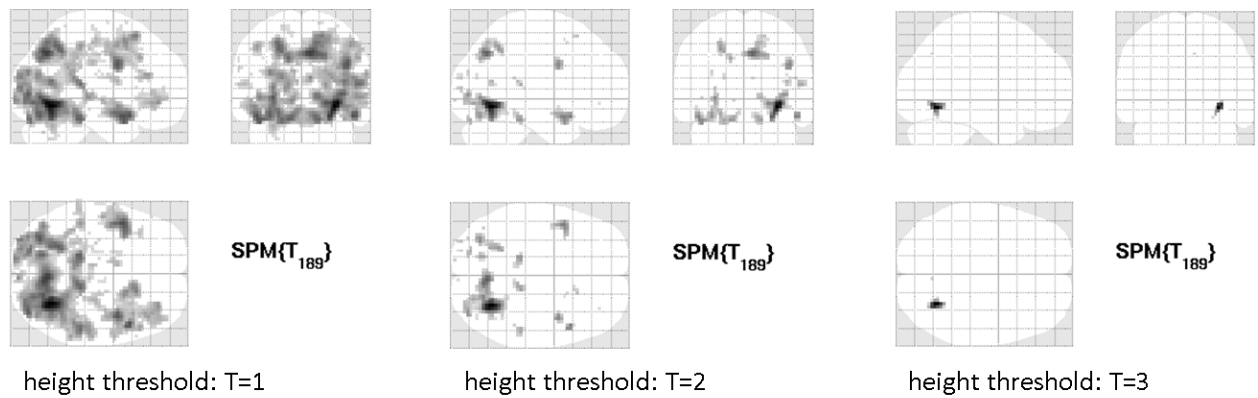 SPM{T189}
SPM{T189}
SPM{T189}
height threshold: T=1
height threshold: T=2
height threshold: T=3